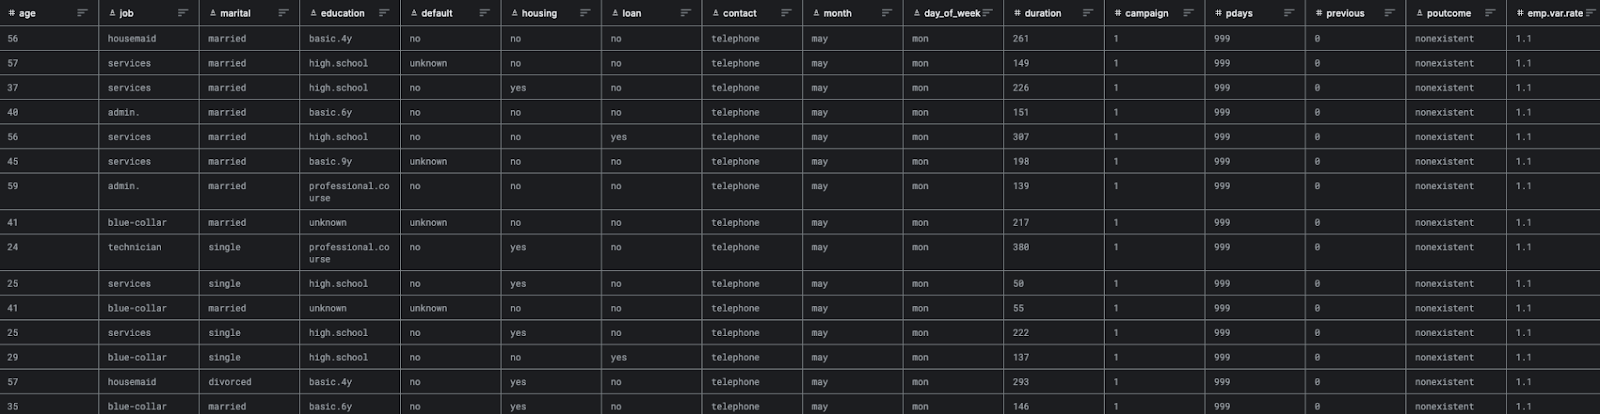 # age A job A marital A education A default A housing A loan A contact A month A day_of_week # duration # campaign # pdays # previous A poutcome # emp.var.rate
56 housemaid married basic.4y no no no telephone may mon 261 1 999 0 nonexistent 1.1
57 services married high.school unknown no no telephone may mon 149 1 999 0 nonexistent 1.1
37 services married high.school no yes no telephone may mon 226 1 999 0 nonexistent 1.1
40 admin. married basic.6y no no no telephone may mon 151 1 999 0 nonexistent 1.1
56 services married high.school no no yes telephone may mon 307 1 999 0 nonexistent 1.1
45 services married basic.9y unknown no no telephone may mon 198 1 999 0 nonexistent 1.1
59 admin. married professional.co no no no telephone may mon 139 1 999 0 nonexistent 1.1
urse
41 blue-collar married unknown unknown no no telephone may mon 217 1 999 0 nonexistent 1.1
24 technician single professional.co no yes no telephone may mon 380 1 999 0 nonexistent 1.1
urse
25 services single high.school no yes no telephone may mon 50 1 999 0 nonexistent 1.1
41 blue-collar married unknown unknown no no telephone may mon 55 1 999 0 nonexistent 1.1
25 services single high.school no yes no telephone may mon 222 1 999 0 nonexistent 1.1
29 blue-collar single high.school no no yes telephone may mon 137 1 999 0 nonexistent 1.1
57 housemaid divorced basic.4y no yes no telephone may mon 293 1 999 0 nonexistent 1.1
35 blue-collar married basic.6y no yes no telephone may mon 146 1 999 0 nonexistent 1.1